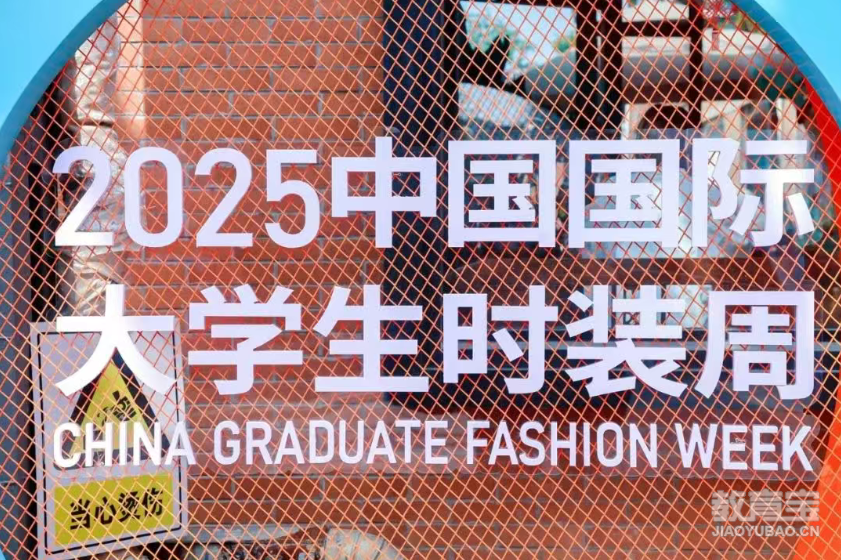 2025中国国际
大学生时装周
CHINA GRADUATE FASHION WEEK
当心烫伤
教育宝
JIAOYUBAO.CN